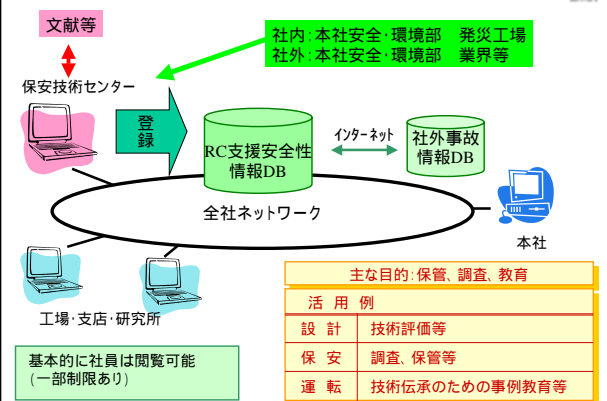 文献等
社内：本社安全・環境部　発災工場
社外：本社安全・環境部　業界等
保安技術センター
登録
RC支援安全性
情報DB
インターネット
社外事故
情報DB
全社ネットワーク
本社
工場・支店・研究所
主な目的：保管、調査、教育
活　用　例
設　計　技術評価等
保　安　調査、保管等
運　転　技術伝承のための事例教育等
基本的に社員は閲覧可能
(一部制限あり)